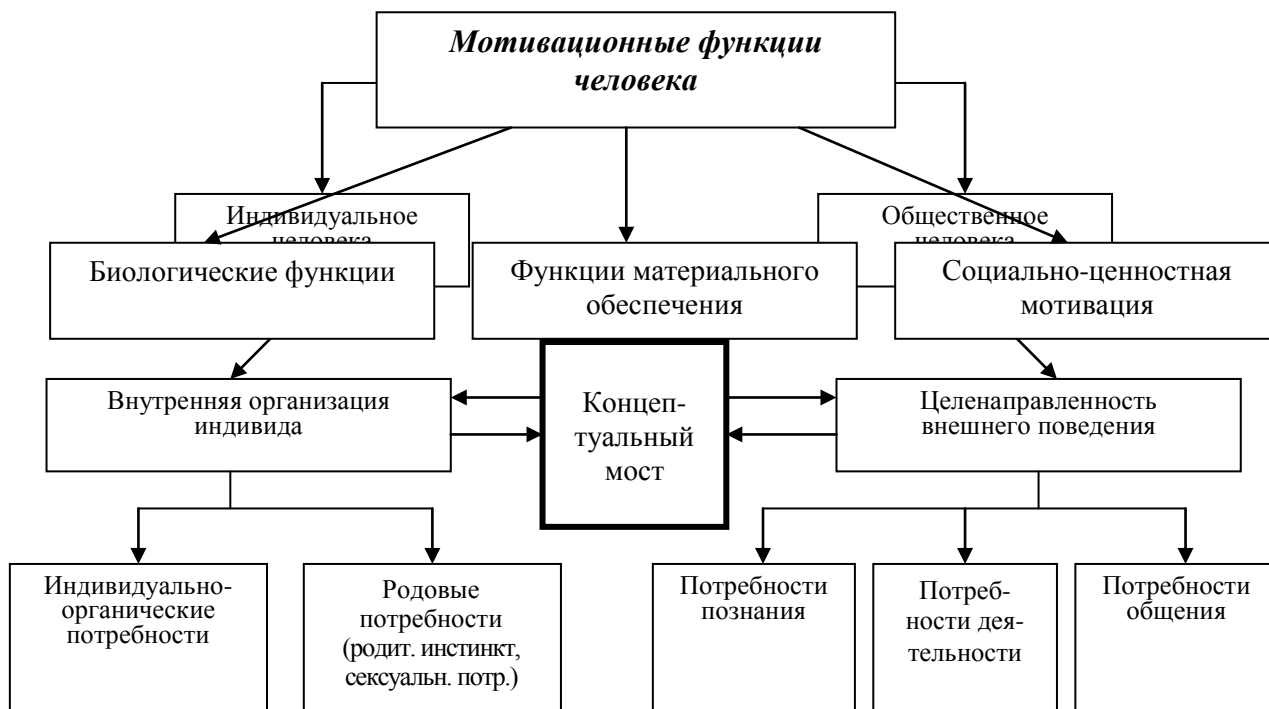 Мотивационные функции
человека
Индивидуальное
человека
Общественное
человека
Биологические функции
Функции материального
обеспечения
Социально-ценностная
мотивация
Внутренняя организация
индивида
Концеп-
туальный
мост
Целенаправленность
внешнего поведения
Индивидуально-
органические
потребности
Родовые
потребности
(родит. инстинкт,
сексуальн. потр.)
Потребности
познания
Потреб-
ности дея-
тельности
Потребности
общения